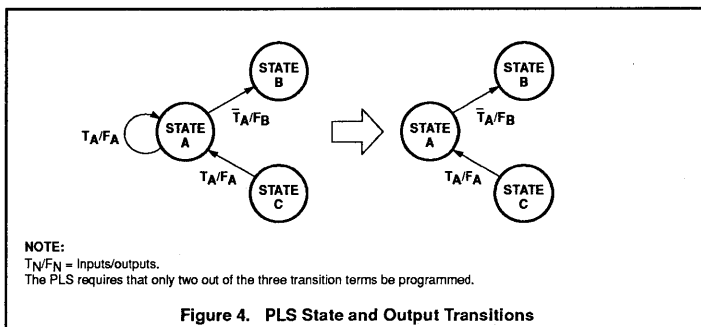 STATE
B
T̄A/FB
STATE
A
TA/FA
TA/FA
STATE
C
STATE
B
T̄A/FB
STATE
A
TA/FA
STATE
C
NOTE:
TN/FN = Inputs/outputs.
The PLS requires that only two out of the three transition terms be programmed.
Figure 4. PLS State and Output Transitions